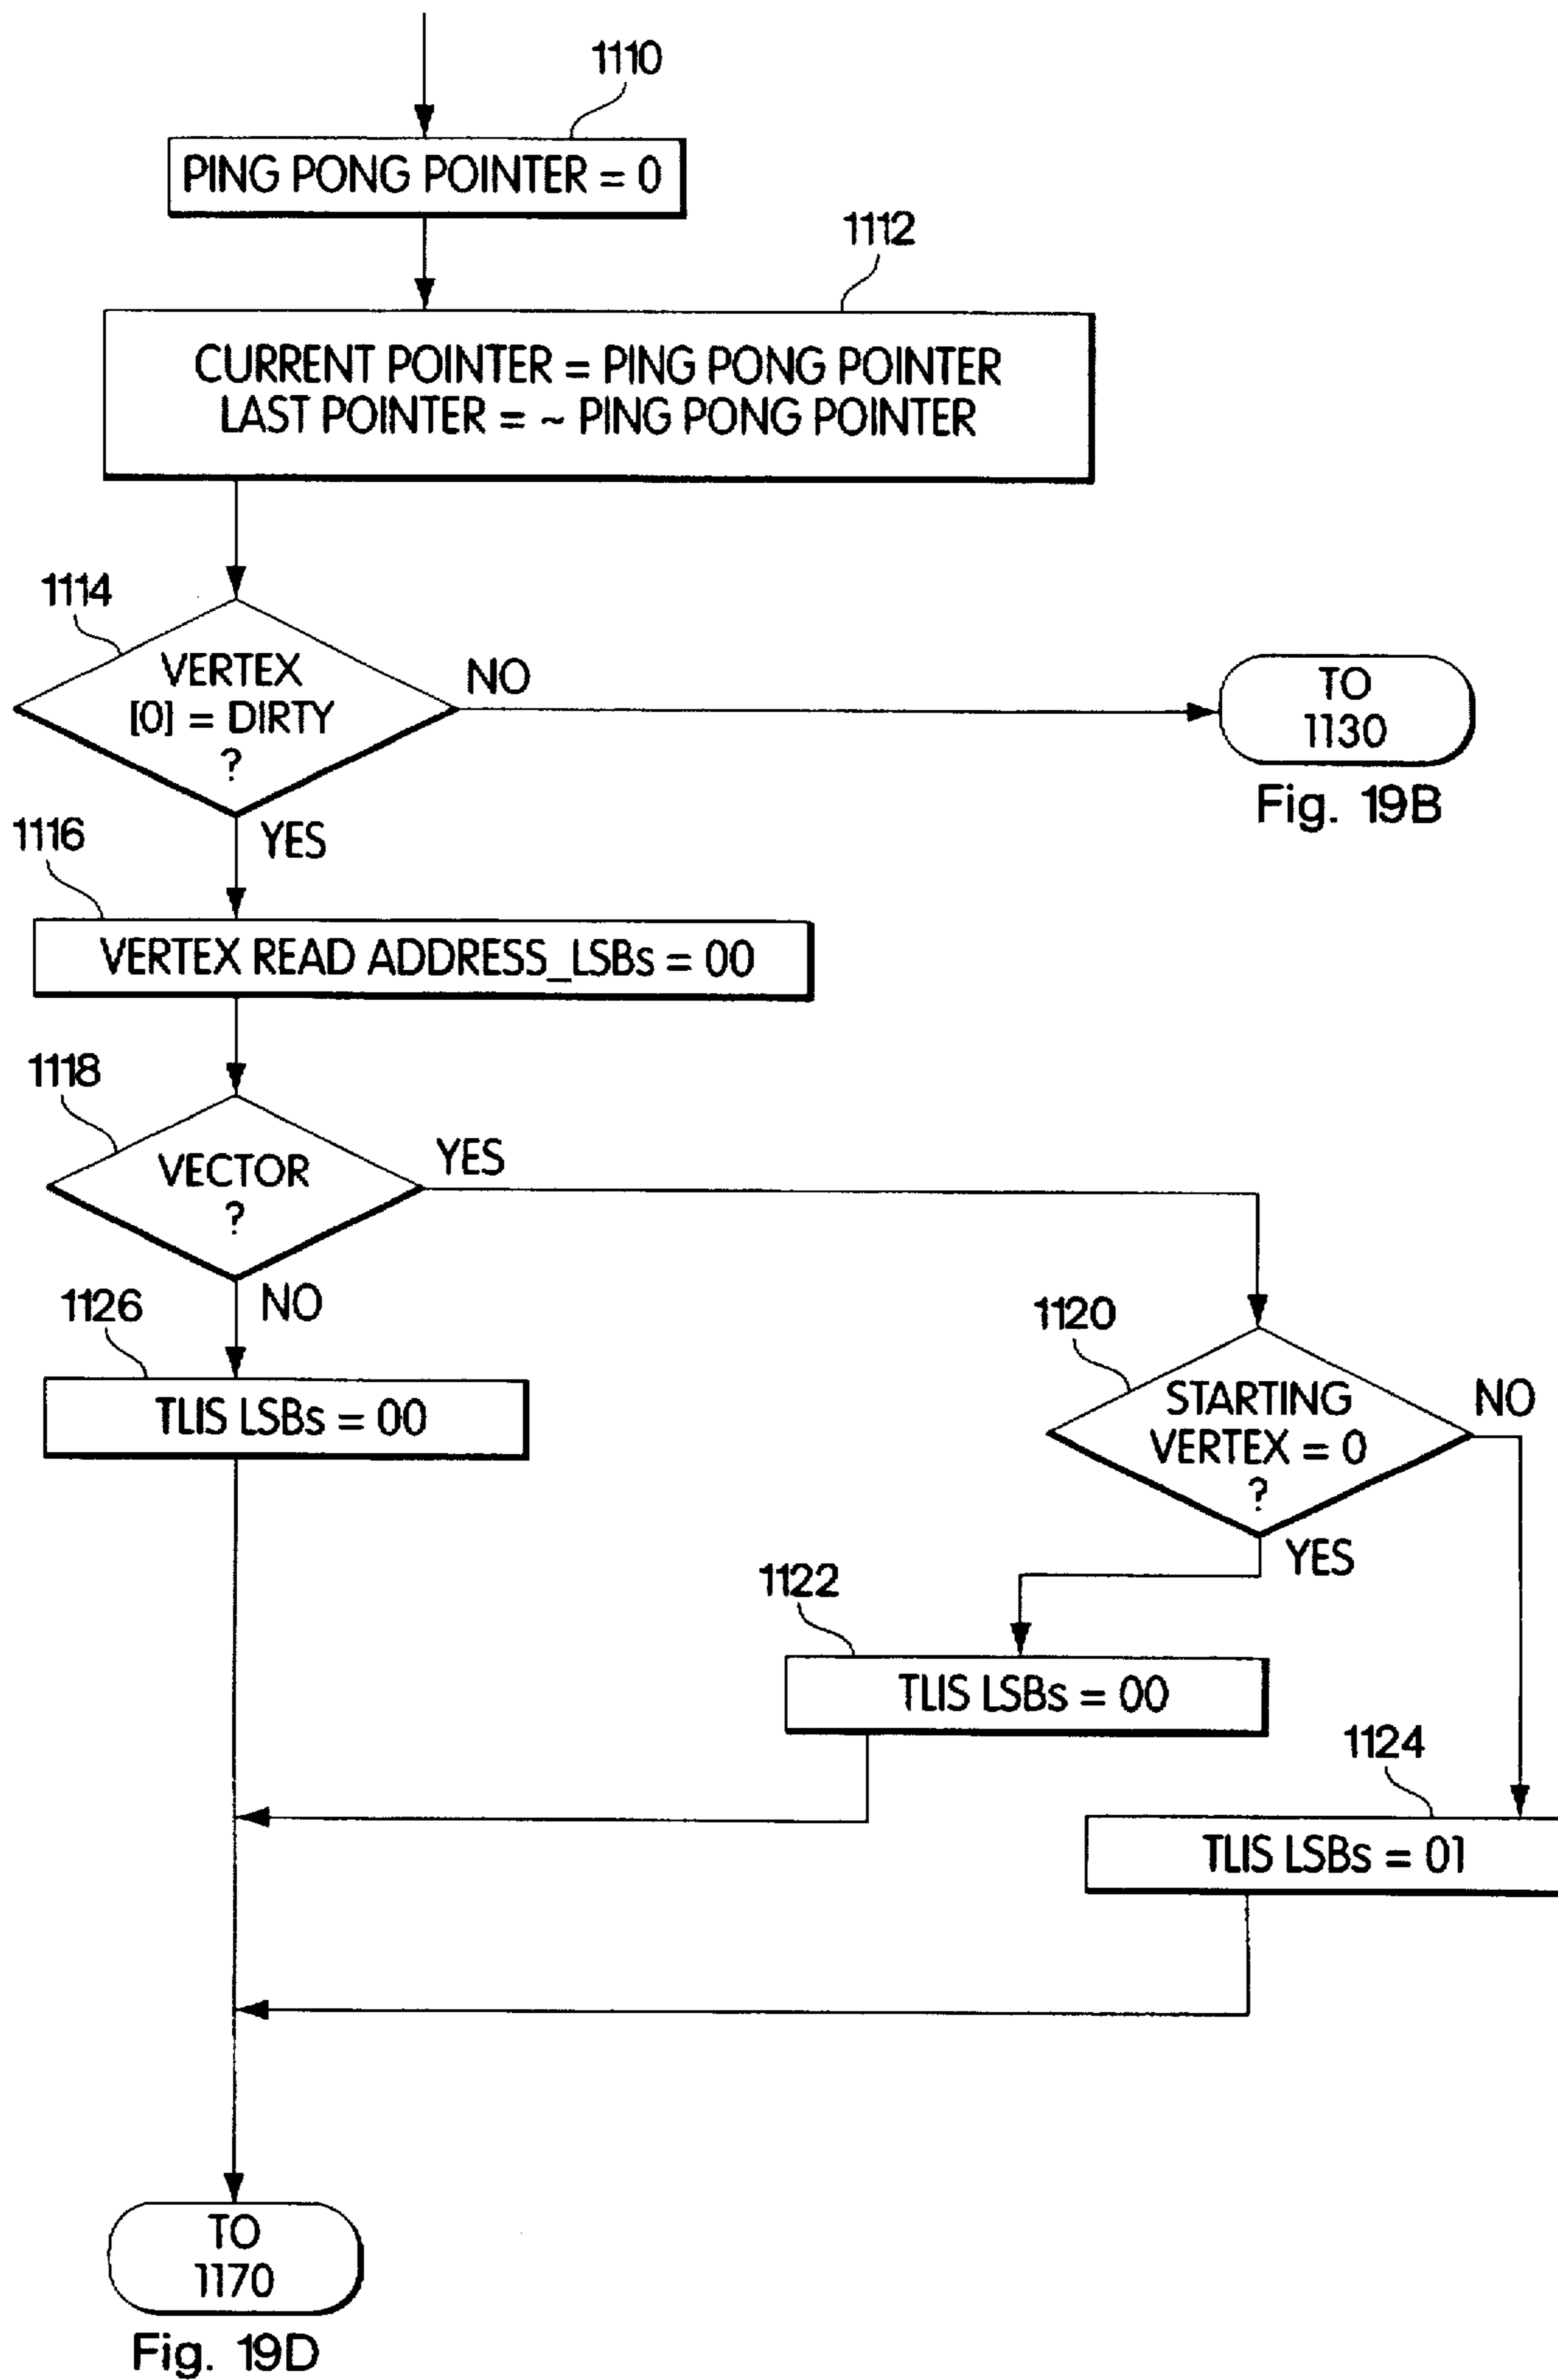 1110
PING PONG POINTER = 0
1112
CURRENT POINTER = PING PONG POINTER
LAST POINTER = ~ PING PONG POINTER
1114
VERTEX
[0] = DIRTY
?
NO
TO
1130
Fig. 19B
YES
1116
VERTEX READ ADDRESS_LSBs = 00
1118
VECTOR
?
YES
NO
1126
TLIS LSBs = 00
1120
STARTING
VERTEX = 0
?
NO
YES
1122
TLIS LSBs = 00
1124
TLIS LSBs = 01
TO
1170
Fig. 19D